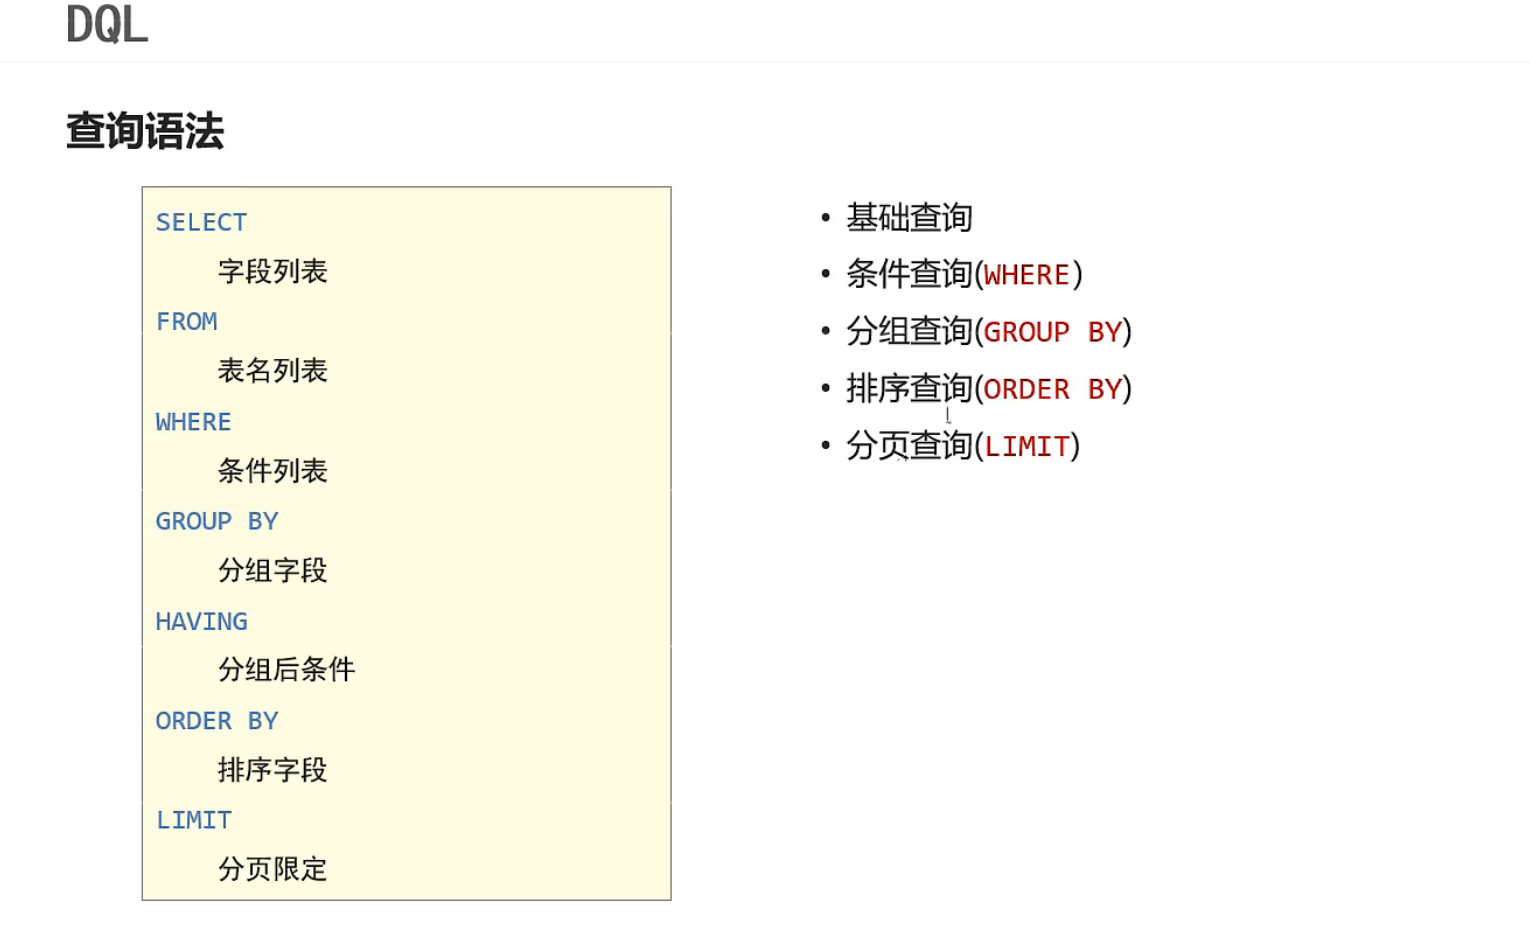 DQL
查询语法
SELECT
字段列表
FROM
表名列表
WHERE
条件列表
GROUP BY
分组字段
HAVING
分组后条件
ORDER BY
排序字段
LIMIT
分页限定
• 基础查询
• 条件查询(WHERE)
• 分组查询(GROUP BY)
• 排序查询(ORDER BY)
• 分页查询(LIMIT)